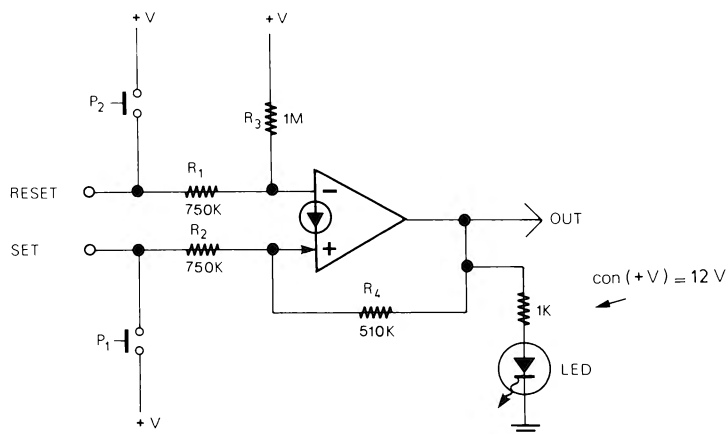 + V
+ V
P2
R3
1M
R1
RESET
750K
−
OUT
R2
SET
750K
+
con (+V) = 12 V
R4
510K
1K
P1
LED
+ V